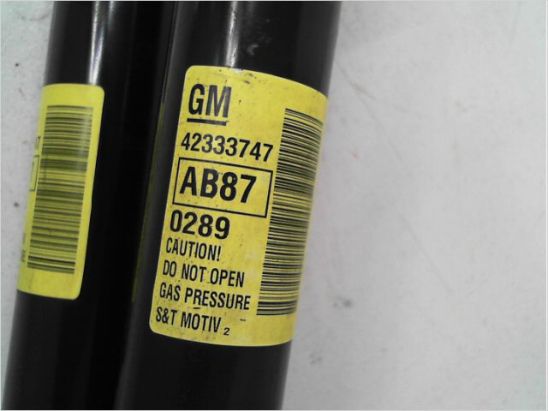 GM
42333747
AB87
0289
CAUTION!
DO NOT OPEN
GAS PRESSURE
S&T MOTIV 2